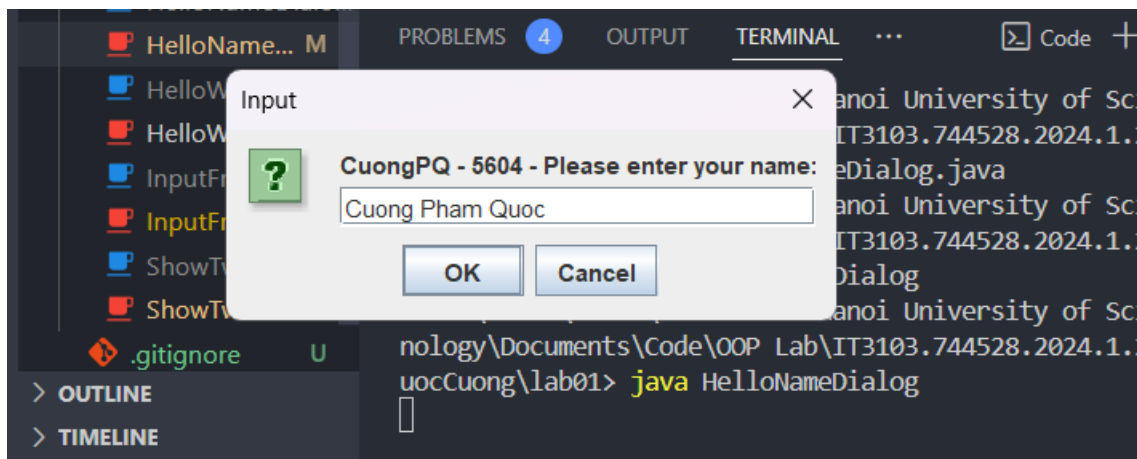 HelloName... M
HelloW
HelloW
InputFr
InputFr
ShowTw
ShowTw
.gitignore U
OUTLINE
TIMELINE
PROBLEMS 4 OUTPUT TERMINAL ... Code
Input
CuongPQ - 5604 - Please enter your name:
Cuong Pham Quoc
OK Cancel
anoi University of Sc
IT3103.744528.2024.1.
eDialog.java
anoi University of Sc
IT3103.744528.2024.1.
Dialog
anoi University of Sc
nology\Documents\Code\OOP Lab\IT3103.744528.2024.1.
uocCuong\lab01> java HelloNameDialog